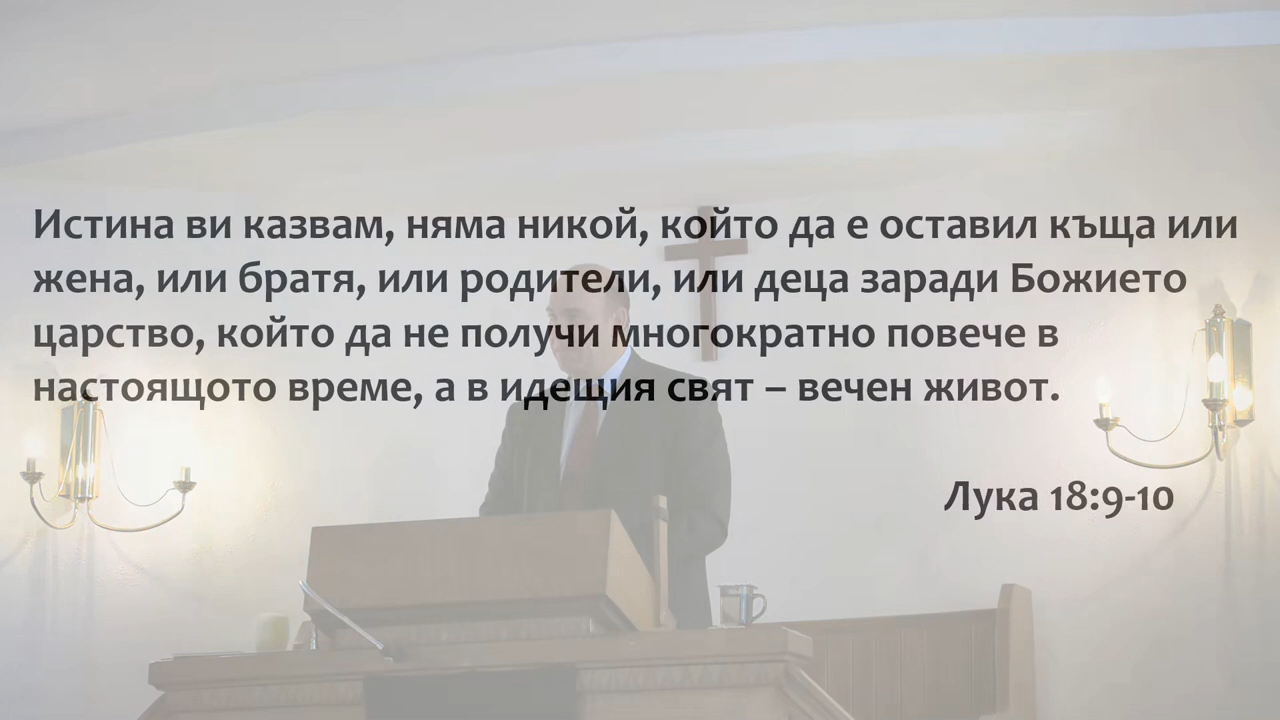 Истина ви казвам, няма никой, който да е оставил къща или
жена, или братя, или родители, или деца заради Божието
царство, който да не получи многократно повече в
настоящото време, а в идещия свят – вечен живот.
Лука 18:9-10